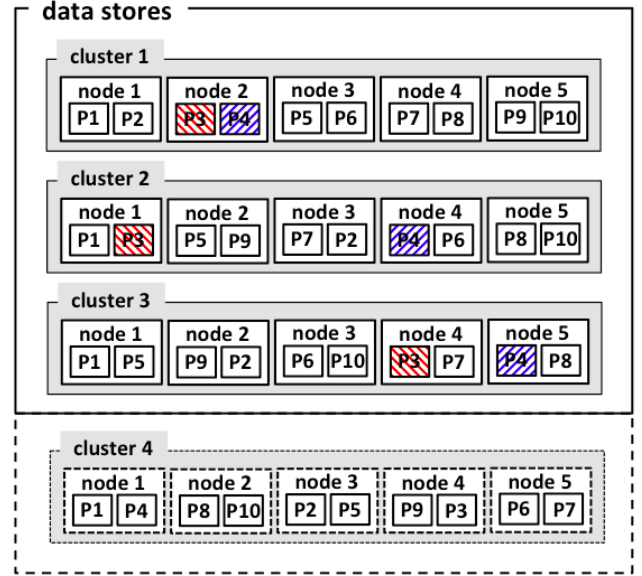 data stores
cluster 1
node 1 node 2 node 3 node 4 node 5
P1 P2 P3 P4 P5 P6 P7 P8 P9 P10
cluster 2
node 1 node 2 node 3 node 4 node 5
P1 P3 P5 P9 P7 P2 P4 P6 P8 P10
cluster 3
node 1 node 2 node 3 node 4 node 5
P1 P5 P9 P2 P6 P10 P3 P7 P4 P8
cluster 4
node 1 node 2 node 3 node 4 node 5
P1 P4 P8 P10 P2 P5 P9 P3 P6 P7